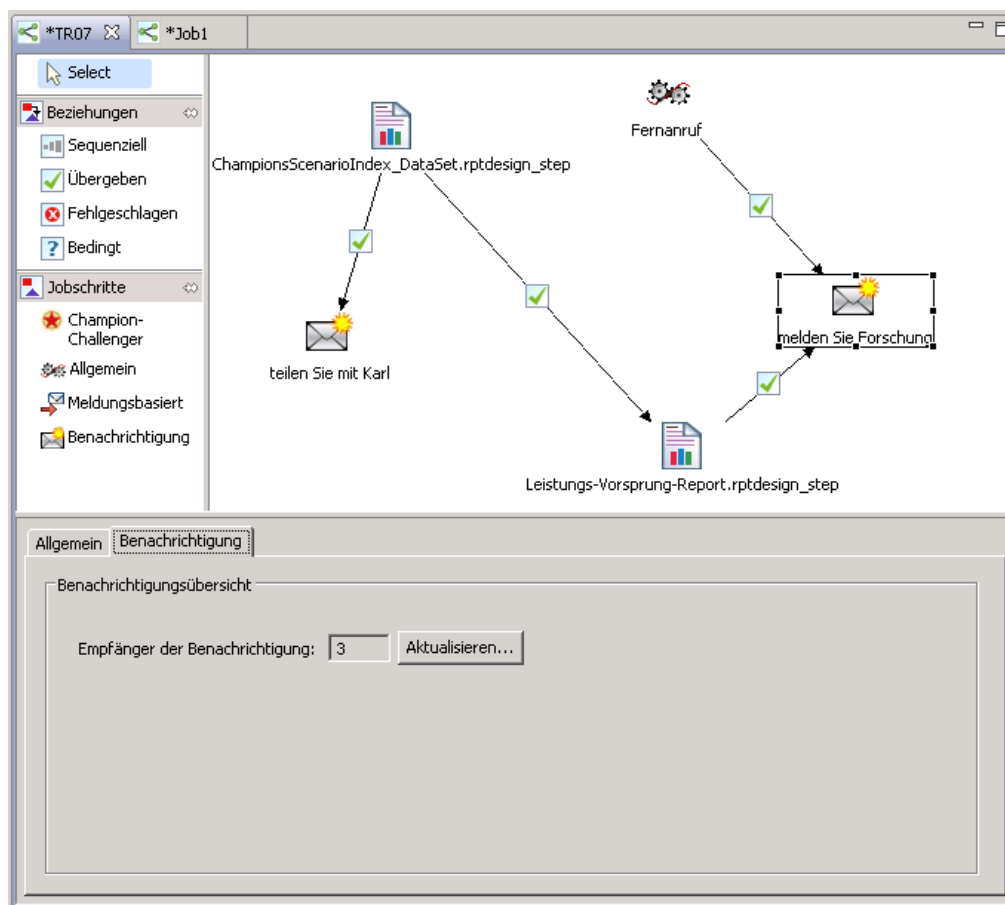 *TR07
*Job1
Select
Beziehungen
Sequenziell
Übergeben
Fehlgeschlagen
Bedingt
Jobschritte
Champion-
Challenger
Allgemein
Meldungsbasiert
Benachrichtigung
Fernanruf
ChampionsScenarioIndex_DataSet.rptdesign_step
melden Sie Forschung
teilen Sie mit Karl
Leistungs-Vorsprung-Report.rptdesign_step
Allgemein
Benachrichtigung
Benachrichtigungsübersicht
Empfänger der Benachrichtigung: 3 Aktualisieren...